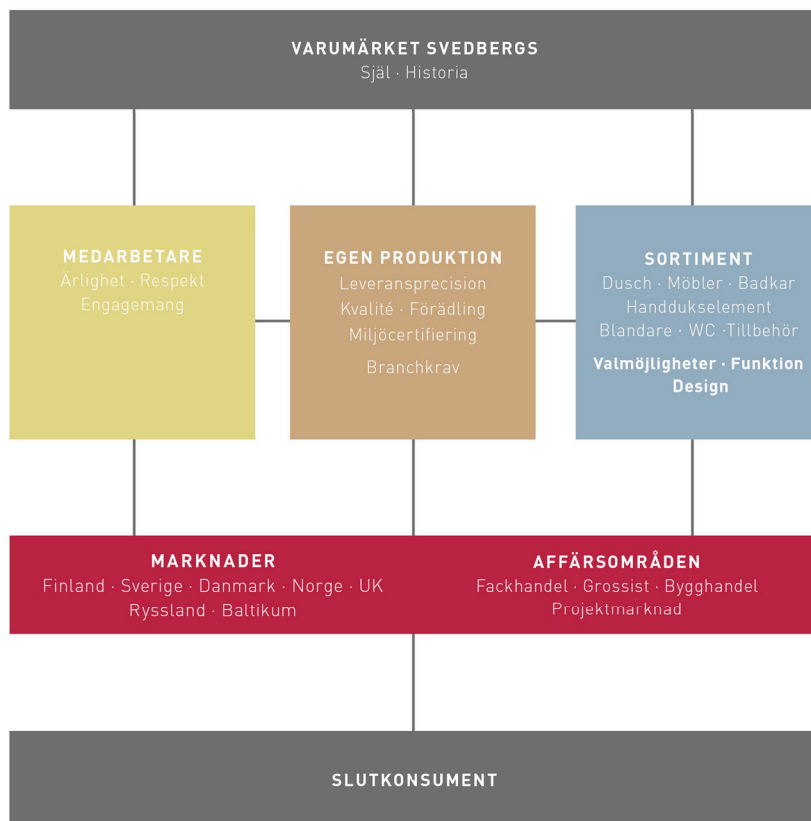 VARUMÄRKET SVEDBERGS
Själ · Historia
MEDARBETARE
Ärlighet · Respekt
Engagemang
EGEN PRODUKTION
Leveransprecision
Kvalité · Förädling
Miljöcertifiering
Branchkrav
SORTIMENT
Dusch · Möbler · Badkar
Handdukselement
Blandare · WC ·Tillbehör
Valmöjligheter · Funktion
Design
MARKNADER
Finland · Sverige · Danmark · Norge · UK
Ryssland · Baltikum
AFFÄRSOMRÅDEN
Fackhandel · Grossist · Bygghandel
Projektmarknad
SLUTKONSUMENT